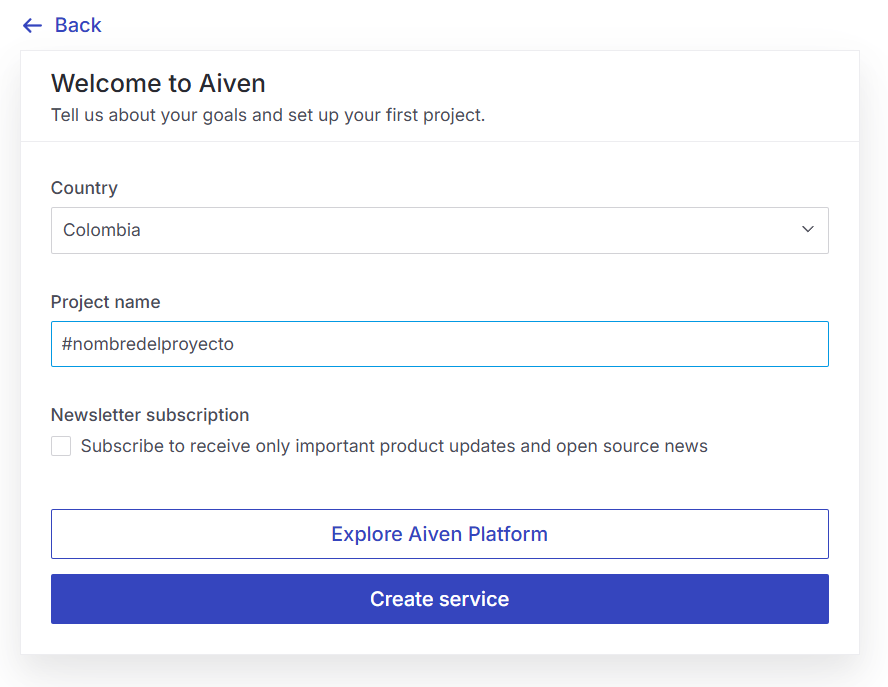 Back
Welcome to Aiven
Tell us about your goals and set up your first project.
Country
Colombia
Project name
#nombredelproyecto
Newsletter subscription
Subscribe to receive only important product updates and open source news
Explore Aiven Platform
Create service